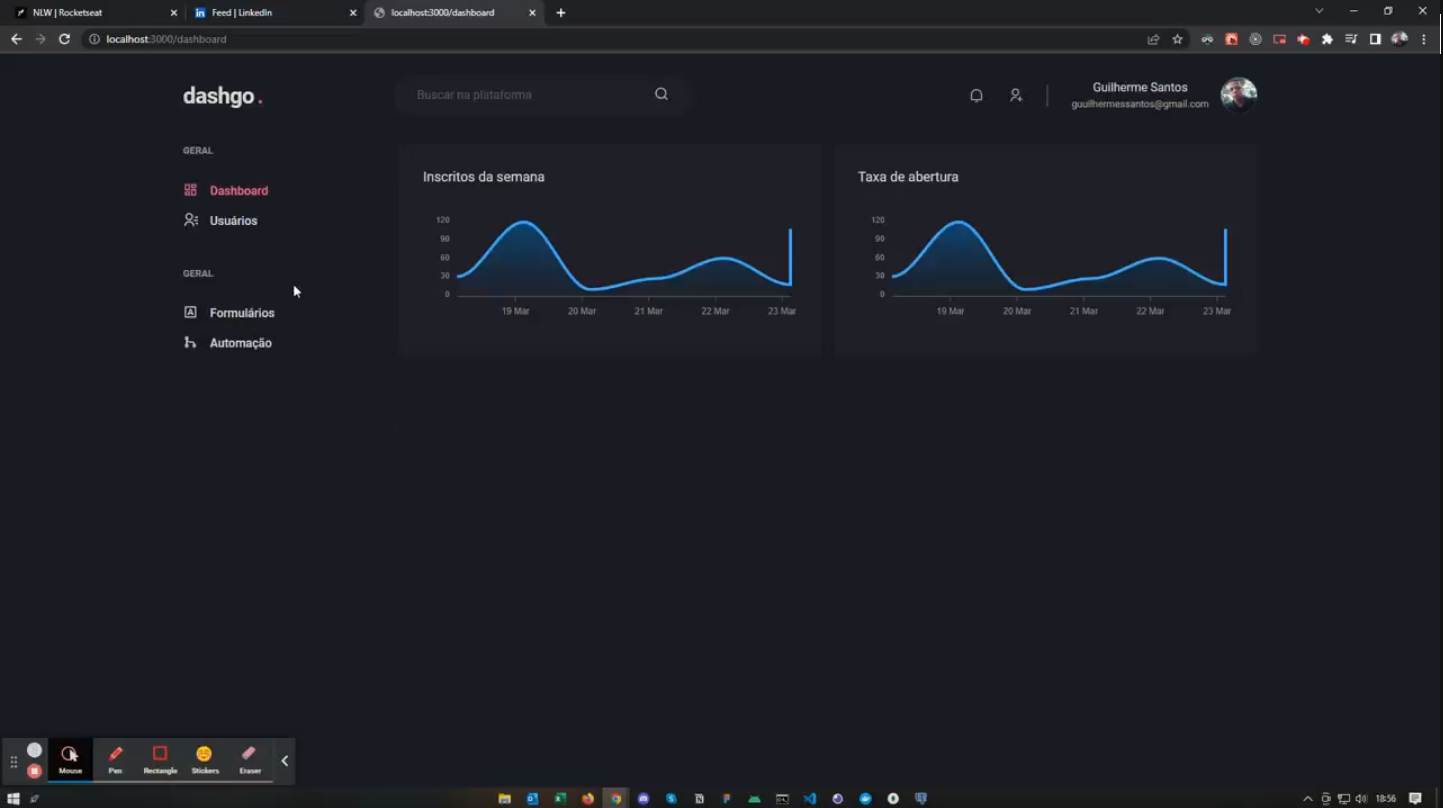 NLW | Rocketseat
Feed | LinkedIn
localhost:3000/dashboard
localhost:3000/dashboard
dashgo.
Buscar na plataforma
Guilherme Santos
guuilhermessantos@gmail.com
GERAL
Dashboard
Usuários
GERAL
Formulários
Automação
Inscritos da semana
120
90
60
30
0
19 Mar 20 Mar 21 Mar 22 Mar 23 Mar
Taxa de abertura
120
90
60
30
0
19 Mar 20 Mar 21 Mar 22 Mar 23 Mar
Mouse Pen Rectangle Stickers Eraser
18:56